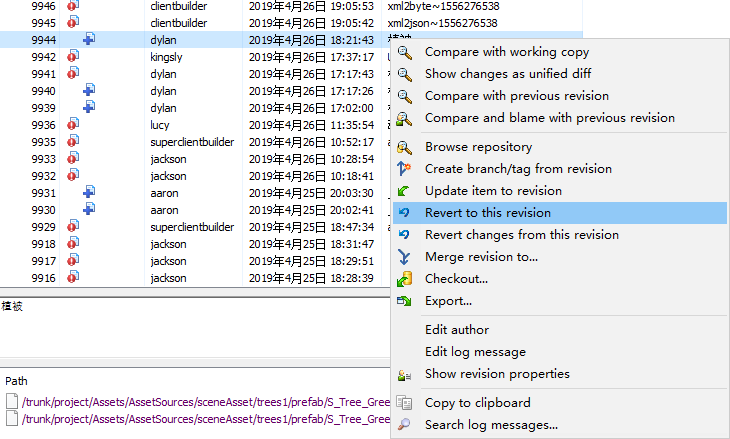 9946 clientbuilder 2019年4月26日 19:05:53 xml2byte~1556276538
9945 clientbuilder 2019年4月26日 19:05:52 xml2json~1556276538
9944 dylan 2019年4月26日 18:21:43 植被
9942 kingsly 2019年4月26日 17:37:17
9941 dylan 2019年4月26日 17:17:43
9940 dylan 2019年4月26日 17:17:26
9939 dylan 2019年4月26日 17:02:00
9936 lucy 2019年4月26日 11:35:54
9935 superclientbuilder 2019年4月26日 10:52:17
9933 jackson 2019年4月26日 10:28:54
9932 jackson 2019年4月26日 10:18:41
9931 aaron 2019年4月25日 20:03:30
9930 aaron 2019年4月25日 20:02:41
9929 superclientbuilder 2019年4月25日 18:47:34
9918 jackson 2019年4月25日 18:31:47
9917 jackson 2019年4月25日 18:29:51
9916 jackson 2019年4月25日 18:28:39
Compare with working copy
Show changes as unified diff
Compare with previous revision
Compare and blame with previous revision
Browse repository
Create branch/tag from revision
Update item to revision
Revert to this revision
Revert changes from this revision
Merge revision to...
Checkout...
Export...
Edit author
Edit log message
Show revision properties
Copy to clipboard
Search log messages...
植被
Path
/trunk/project/Assets/AssetSources/sceneAsset/trees1/prefab/S_Tree_Gree
/trunk/project/Assets/AssetSources/sceneAsset/trees1/prefab/S_Tree_Gree